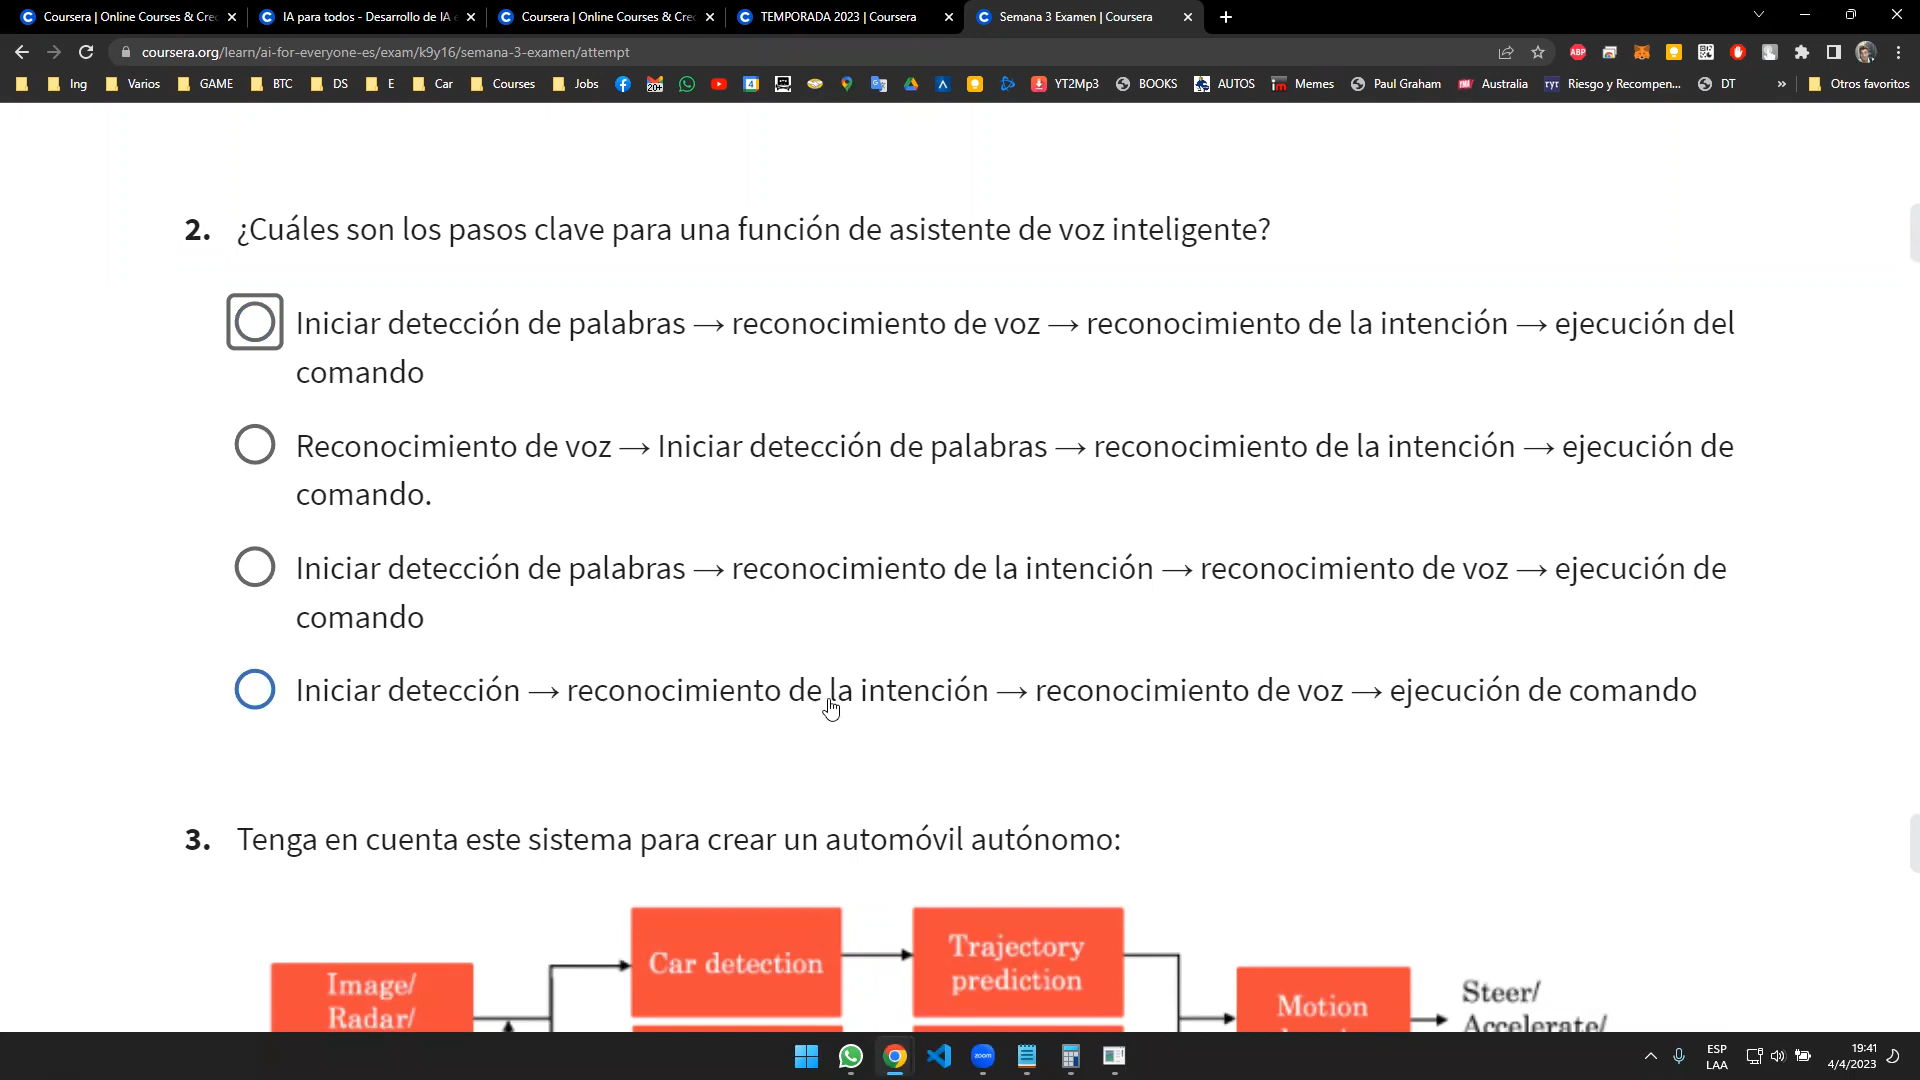 Coursera | Online Courses & Cre
IA para todos - Desarrollo de IA
Coursera | Online Courses & Cre
TEMPORADA 2023 | Coursera
Semana 3 Examen | Coursera
coursera.org/learn/ai-for-everyone-es/exam/k9y16/semana-3-examen/attempt
Ing Varios GAME BTC DS E Car Courses Jobs YT2Mp3 BOOKS AUTOS Memes Paul Graham Australia Riesgo y Recompen... DT » Otros favoritos
2. ¿Cuáles son los pasos clave para una función de asistente de voz inteligente?
Iniciar detección de palabras → reconocimiento de voz → reconocimiento de la intención → ejecución del
comando
Reconocimiento de voz → Iniciar detección de palabras → reconocimiento de la intención → ejecución de
comando.
Iniciar detección de palabras → reconocimiento de la intención → reconocimiento de voz → ejecución de
comando
Iniciar detección → reconocimiento de la intención → reconocimiento de voz → ejecución de comando
3. Tenga en cuenta este sistema para crear un automóvil autónomo:
Car detection
Trajectory
prediction
Image/
Radar/
Motion
Steer/
Accelerate/
zoom
ESP
LAA
19:41
4/4/2023